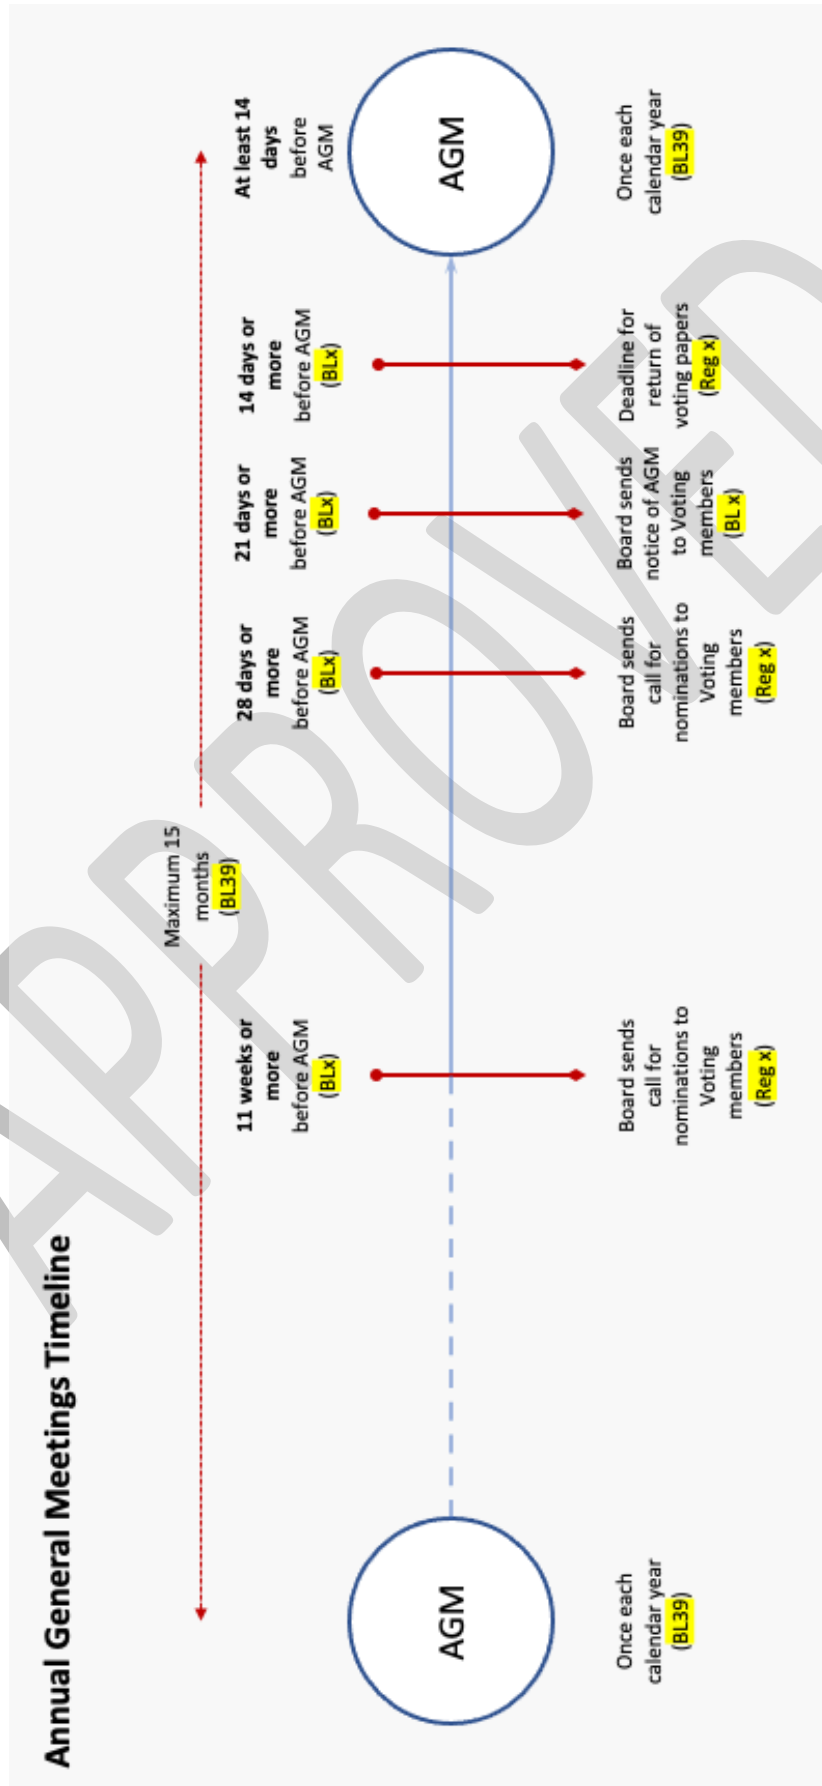 Annual General Meetings Timeline
Maximum 15
months
(BL39)
11 weeks or
more
before AGM
(BLx)
28 days or
more
before AGM
(BLx)
21 days or
more
before AGM
(BLx)
14 days or
more
before AGM
(BLx)
At least 14
days
before
AGM
AGM
AGM
Once each
calendar year
(BL39)
Board sends
call for
nominations to
Voting
members
(Reg x)
Board sends
call for
nominations to
Voting
members
(Reg x)
Board sends
notice of AGM
to Voting
members
(BL x)
Deadline for
return of
voting papers
(Reg x)
Once each
calendar year
(BL39)
APPROVED